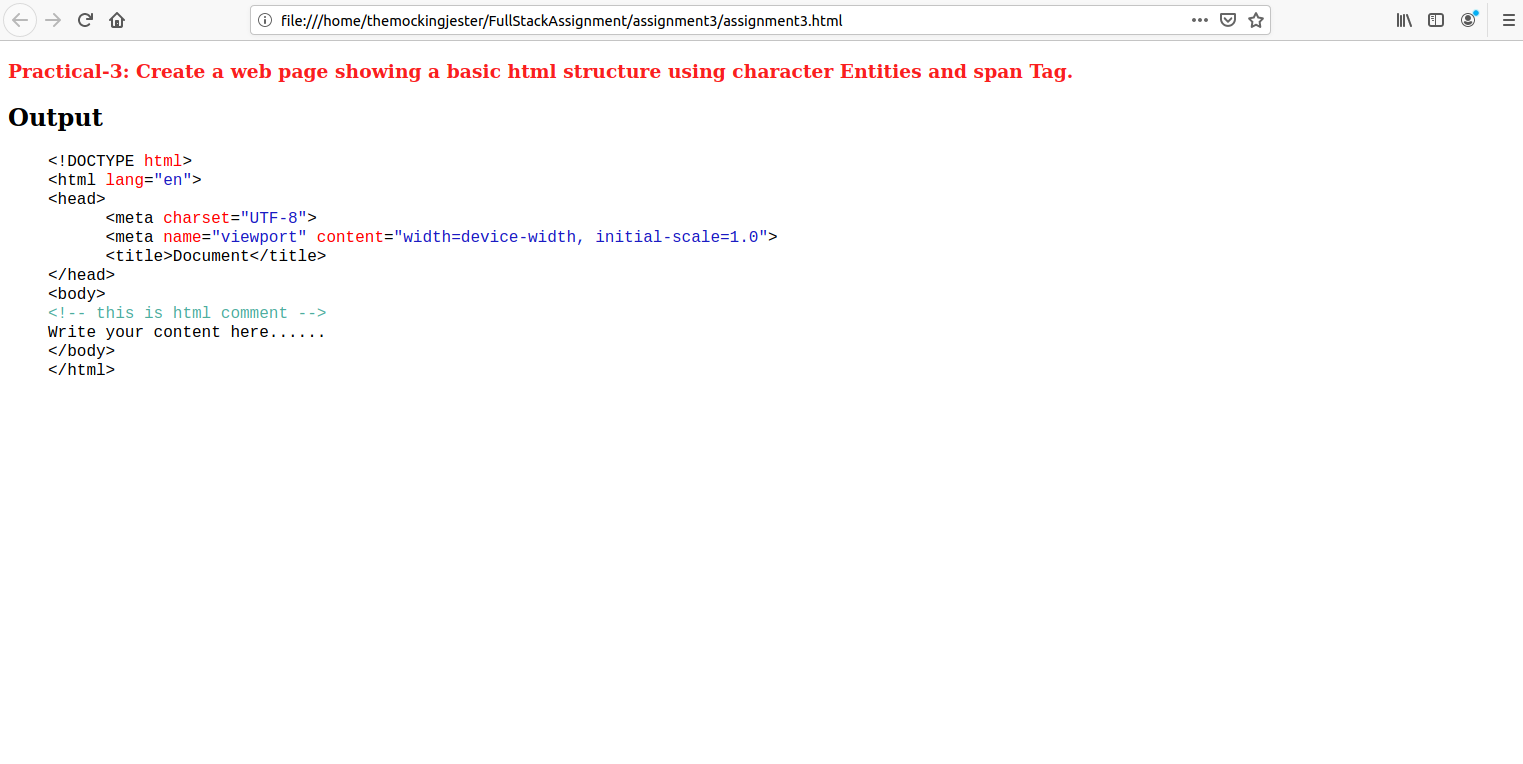 file:///home/themockingjester/FullStackAssignment/assignment3/assignment3.html
Practical-3: Create a web page showing a basic html structure using character Entities and span Tag.
Output
<!DOCTYPE html>
<html lang="en">
<head>
<meta charset="UTF-8">
<meta name="viewport" content="width=device-width, initial-scale=1.0">
<title>Document</title>
</head>
<body>
<!-- this is html comment -->
Write your content here......
</body>
</html>